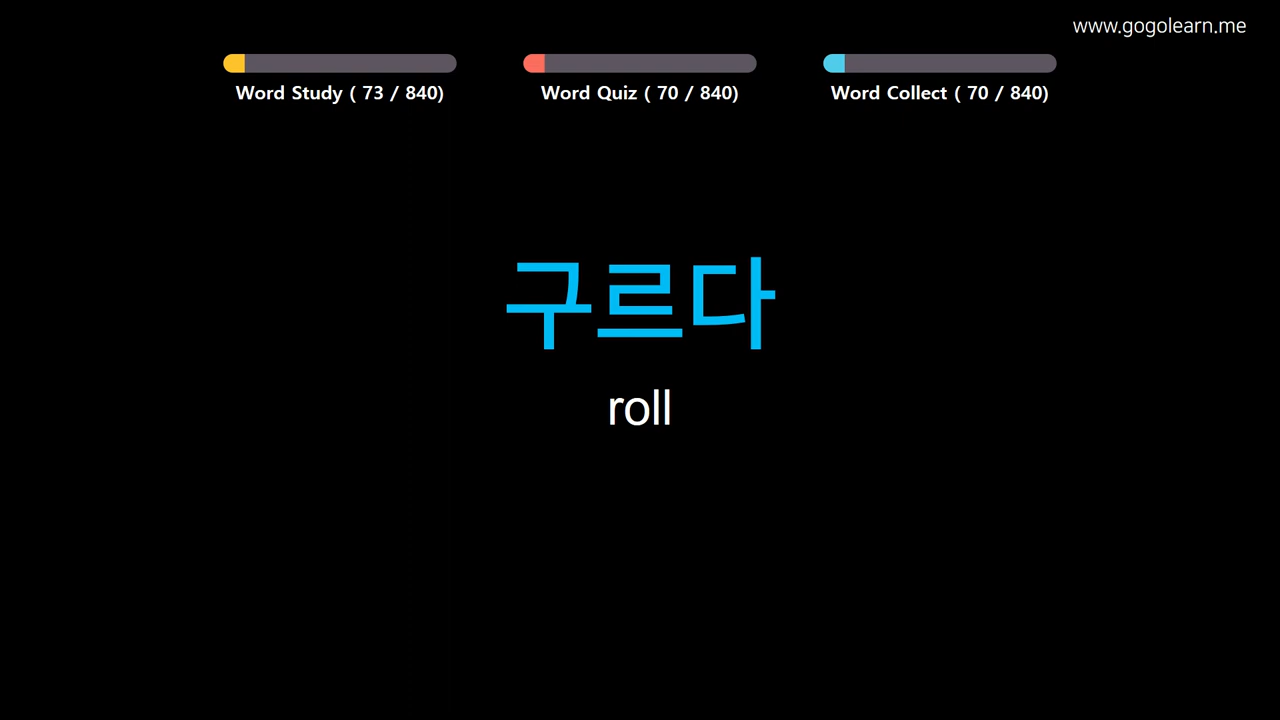 www.gogolearn.me
Word Study ( 73 / 840)
Word Quiz ( 70 / 840)
Word Collect ( 70 / 840)
구르다
roll